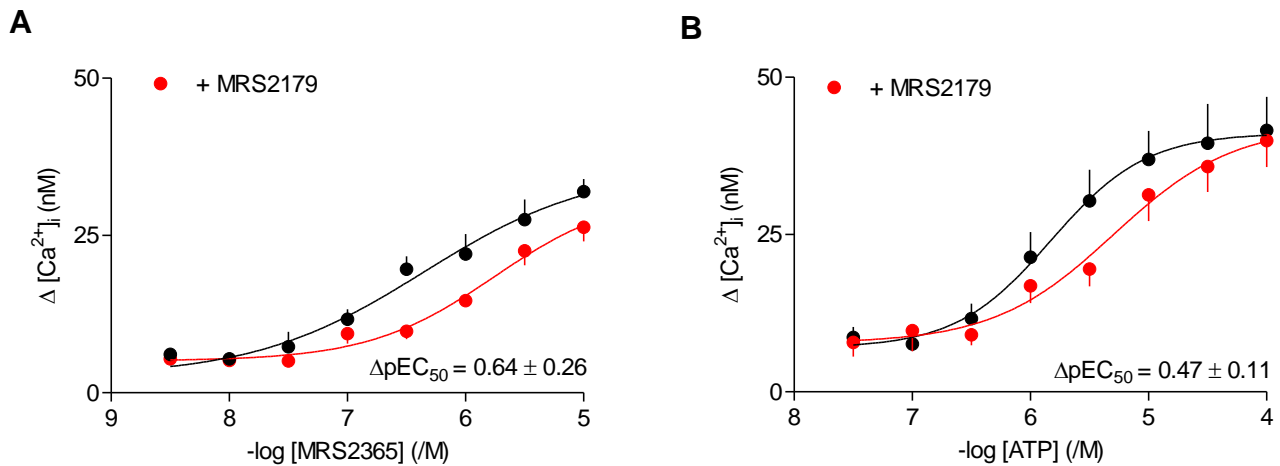 A
50
25
0
Δ [Ca²⁺]ᵢ (nM)
+ MRS2179
ΔpEC₅₀ = 0.64 ± 0.26
9 8 7 6 5
-log [MRS2365] (/M)
B
50
25
0
Δ [Ca²⁺]ᵢ (nM)
+ MRS2179
ΔpEC₅₀ = 0.47 ± 0.11
8 7 6 5 4
-log [ATP] (/M)